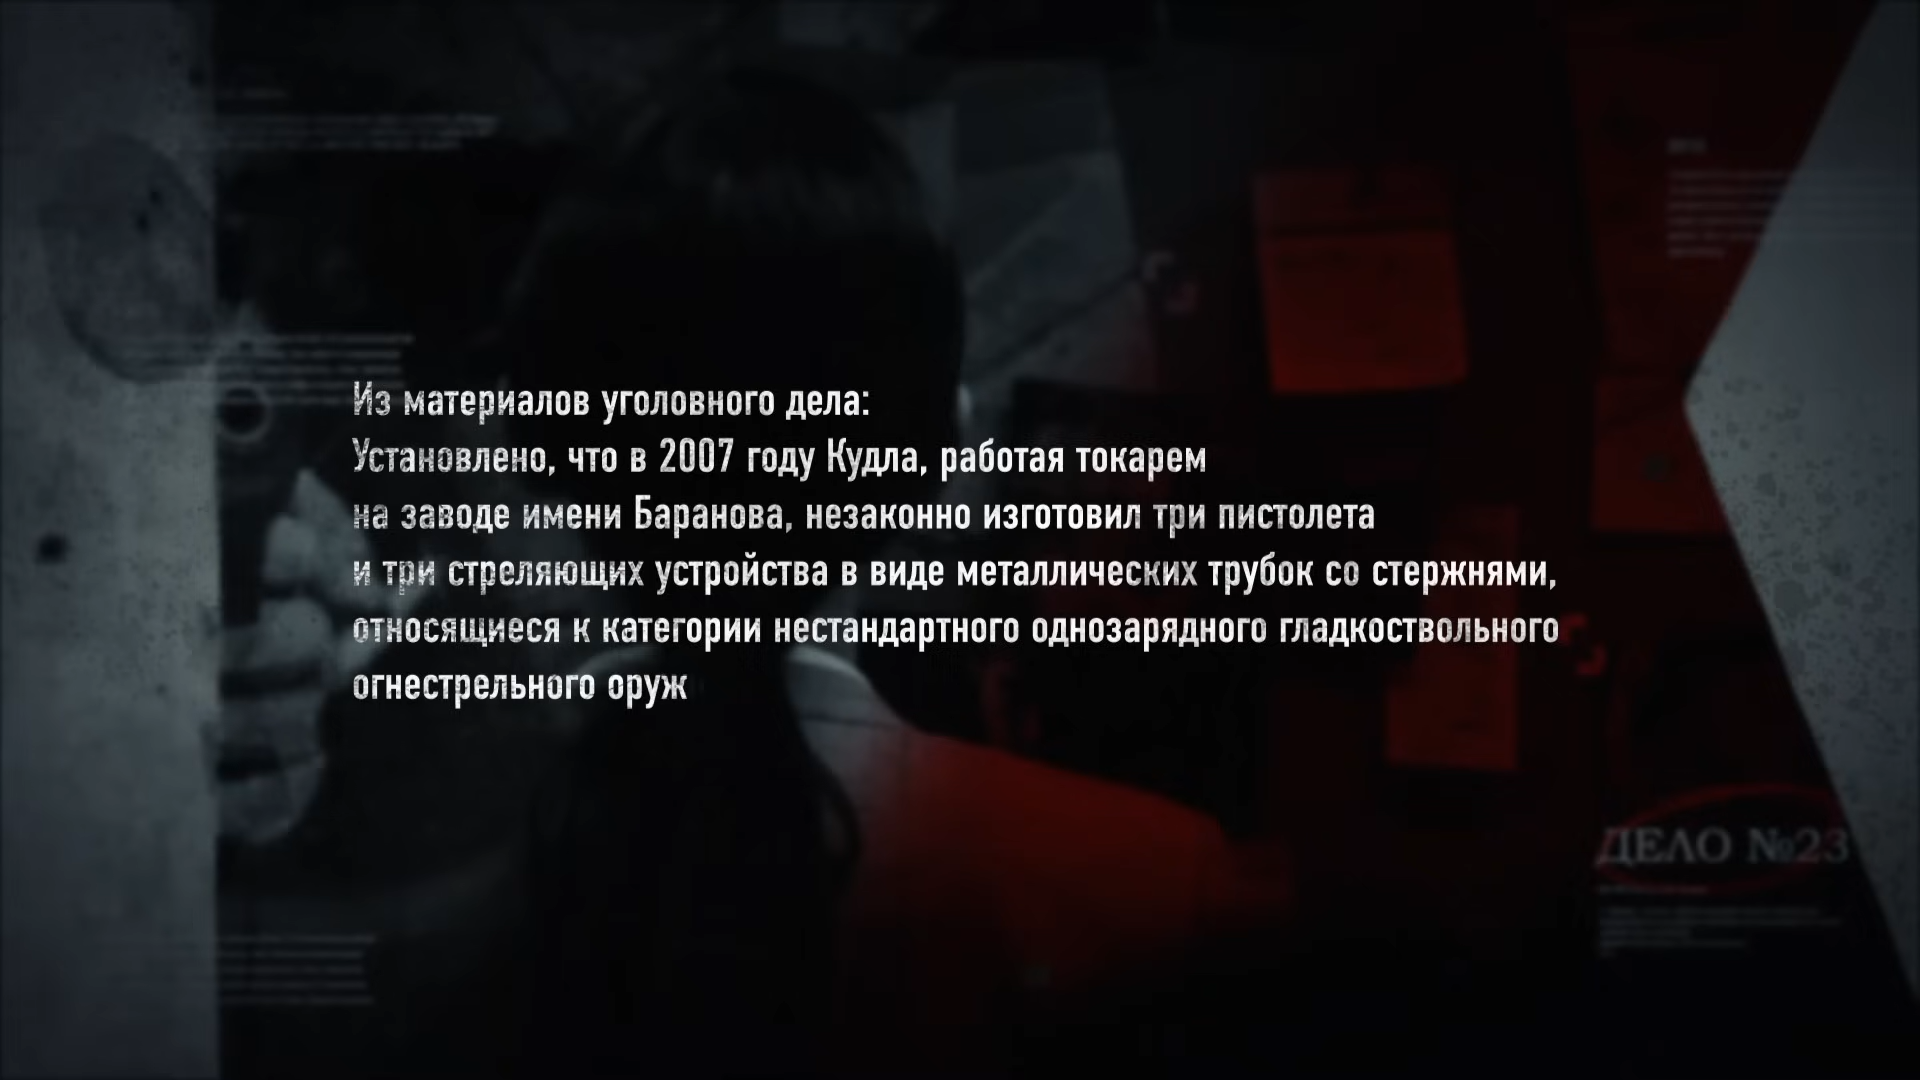 Из материалов уголовного дела:
Установлено, что в 2007 году Кудла, работая токарем
на заводе имени Баранова, незаконно изготовил три пистолета
и три стреляющих устройства в виде металлических трубок со стержнями,
относящиеся к категории нестандартного однозарядного гладкоствольного
огнестрельного оруж
ДЕЛО №23